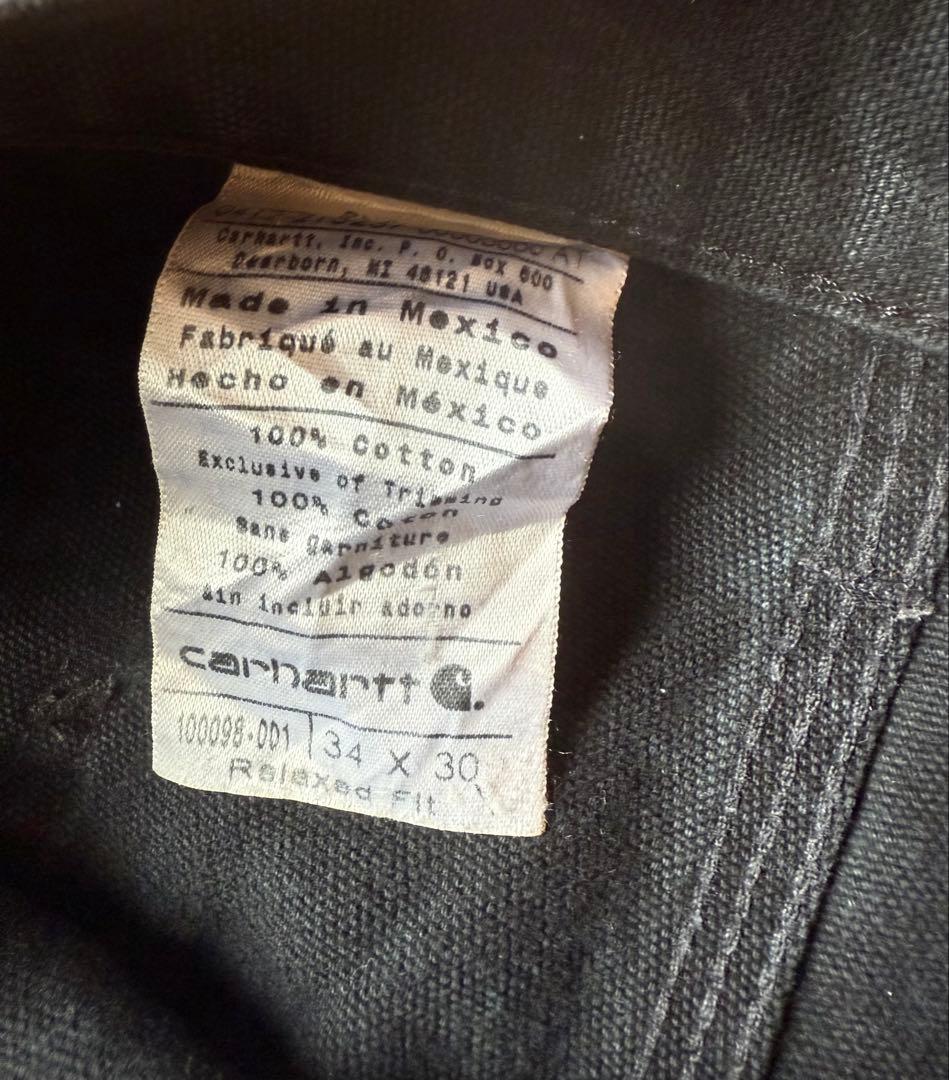 Carhartt, Inc. P. O. Box 600
Dearborn, MI 48121 USA
Made in Mexico
Fabriqué au Mexique
Hecho en México
100% Cotton
Exclusive of Trimming
100% Coton
Sans Garniture
100% Algodón
sin incluir adorno
carhartt
100098-001 34 X 30
Relaxed Fit